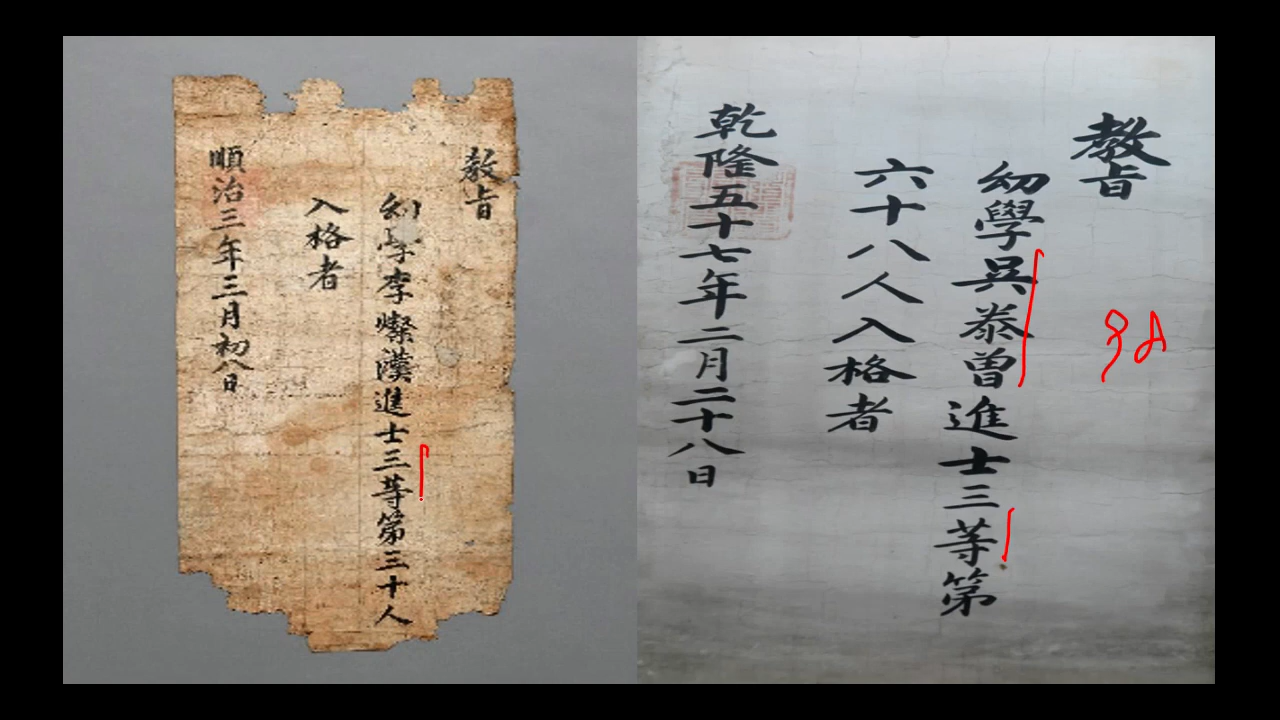 敎旨
幼學李燦漢進士三等第三十人
入格者
順治三年三月初八日
敎旨
幼學吳泰曾進士三等第
六十八人入格者
乾隆五十七年二月二十八日